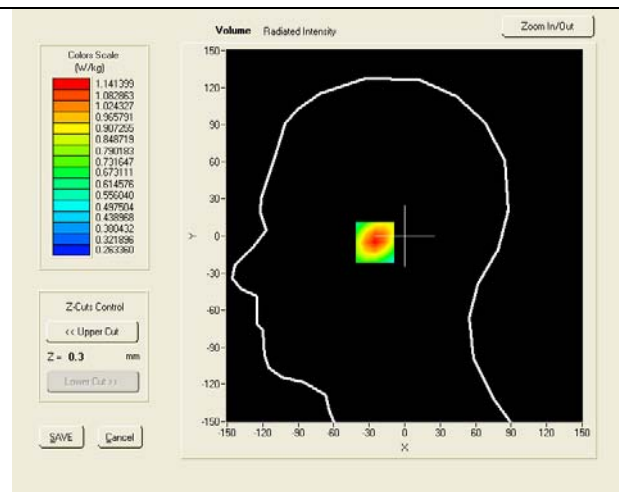 Volume Radiated Intensity
Zoom In/Out
Colors Scale
(W/kg)
1.141399
1.082863
1.024327
0.965791
0.907255
0.848719
0.790183
0.731647
0.673111
0.614576
0.556040
0.497504
0.438968
0.380432
0.321896
0.263360
Z-Cuts Control
<< Upper Cut
Z = 0.3 mm
Lower Cut >>
SAVE Cancel
150
120
90
60
30
0
-30
-60
-90
-120
-150
Y
-150 -120 -90 -60 -30 0 30 60 90 120 150
X